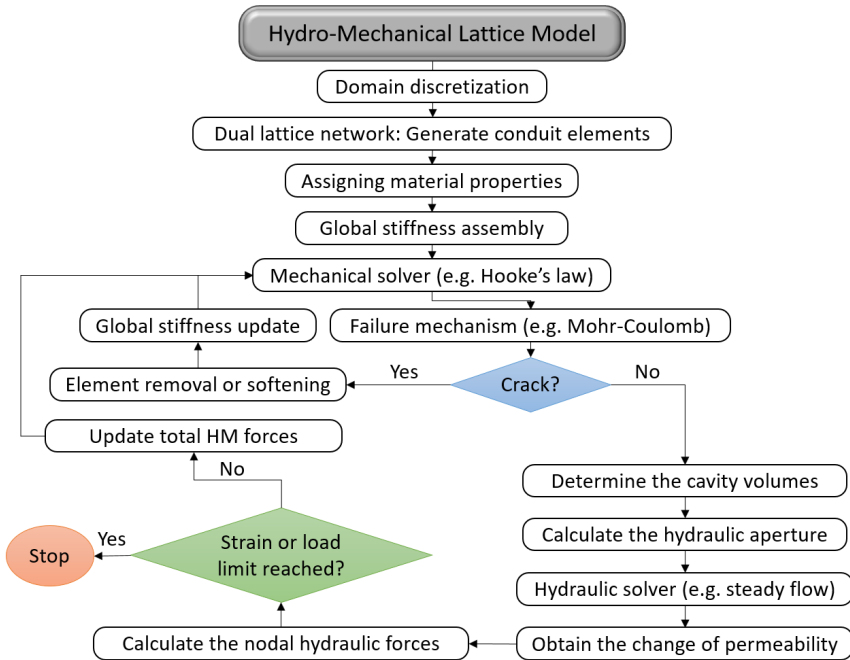 Hydro-Mechanical Lattice Model
Domain discretization
Dual lattice network: Generate conduit elements
Assigning material properties
Global stiffness assembly
Mechanical solver (e.g. Hooke's law)
Global stiffness update
Failure mechanism (e.g. Mohr-Coulomb)
Element removal or softening
Yes
Crack?
No
Update total HM forces
No
Determine the cavity volumes
Calculate the hydraulic aperture
Stop
Yes
Strain or load
limit reached?
Hydraulic solver (e.g. steady flow)
Calculate the nodal hydraulic forces
Obtain the change of permeability